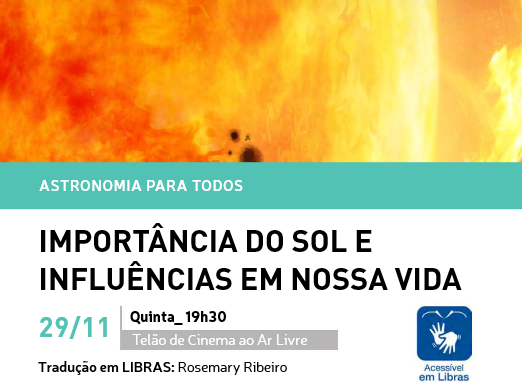 ASTRONOMIA PARA TODOS
IMPORTÂNCIA DO SOL E
INFLUÊNCIAS EM NOSSA VIDA
29/11
Quinta_ 19h30
Telão de Cinema ao Ar Livre
Tradução em LIBRAS: Rosemary Ribeiro
Acessível
em Libras